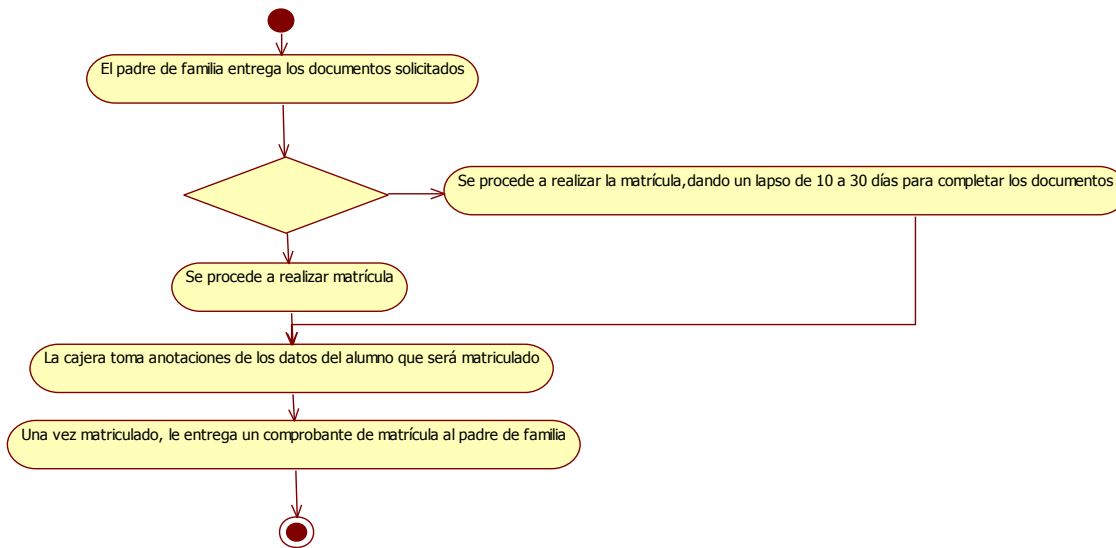 El padre de familia entrega los documentos solicitados
Se procede a realizar la matrícula,dando un lapso de 10 a 30 días para completar los documentos
Se procede a realizar matrícula
La cajera toma anotaciones de los datos del alumno que será matriculado
Una vez matriculado, le entrega un comprobante de matrícula al padre de familia